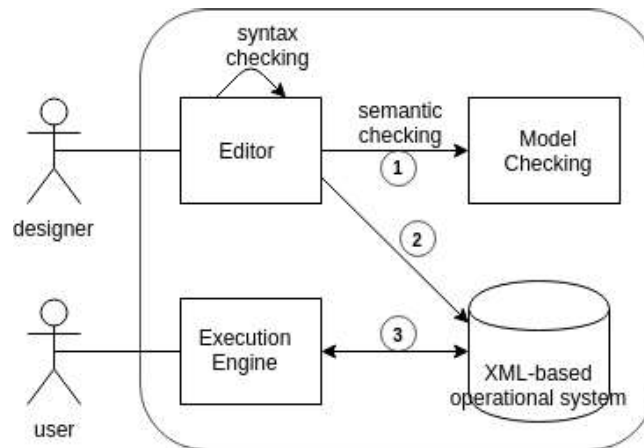 syntax
checking
Editor
semantic
checking
1
Model
Checking
designer
2
Execution
Engine
3
XML-based
operational system
user